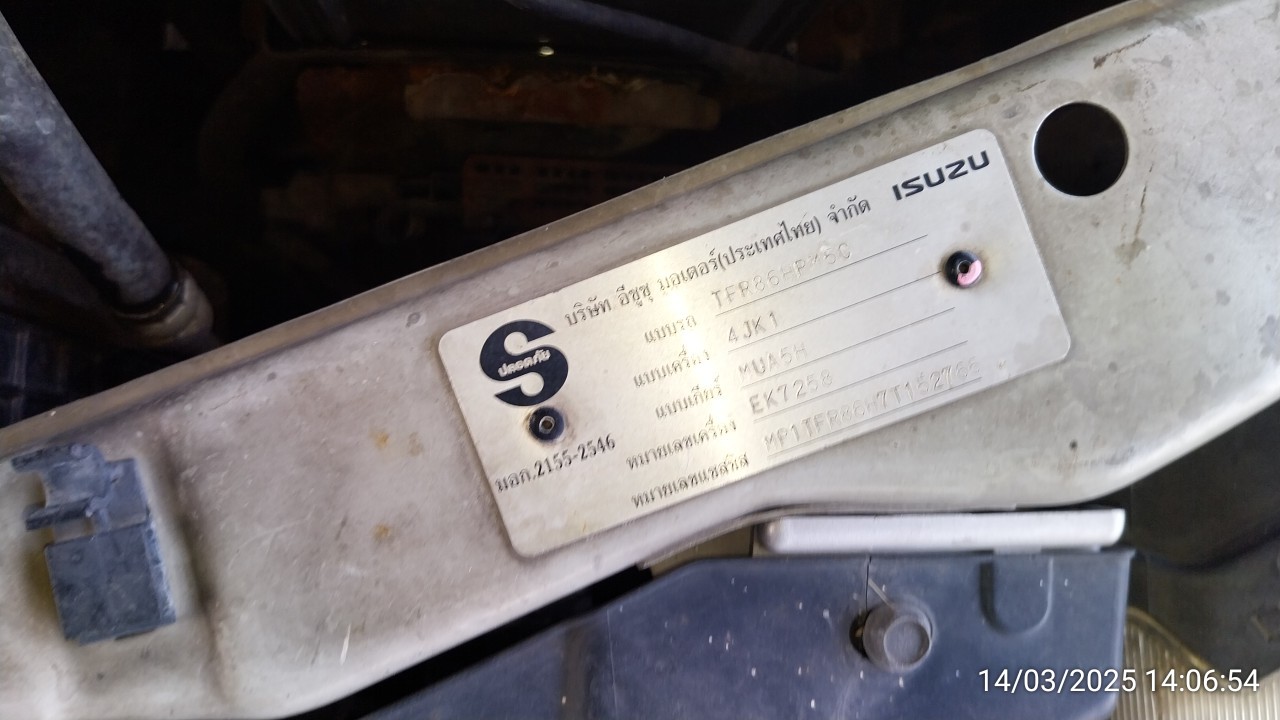 ISUZU
บริษัท อีซูซุ มอเตอร์(ประเทศไทย) จำกัด
แบบรถ
แบบเครื่อง 4JK1
แบบเกียร์ MUA5H
หมายเลขเครื่อง EK7258
หมายเลขแชสซีส์
ปลอดภัย
มอก.2155-2546
14/03/2025 14:06:54